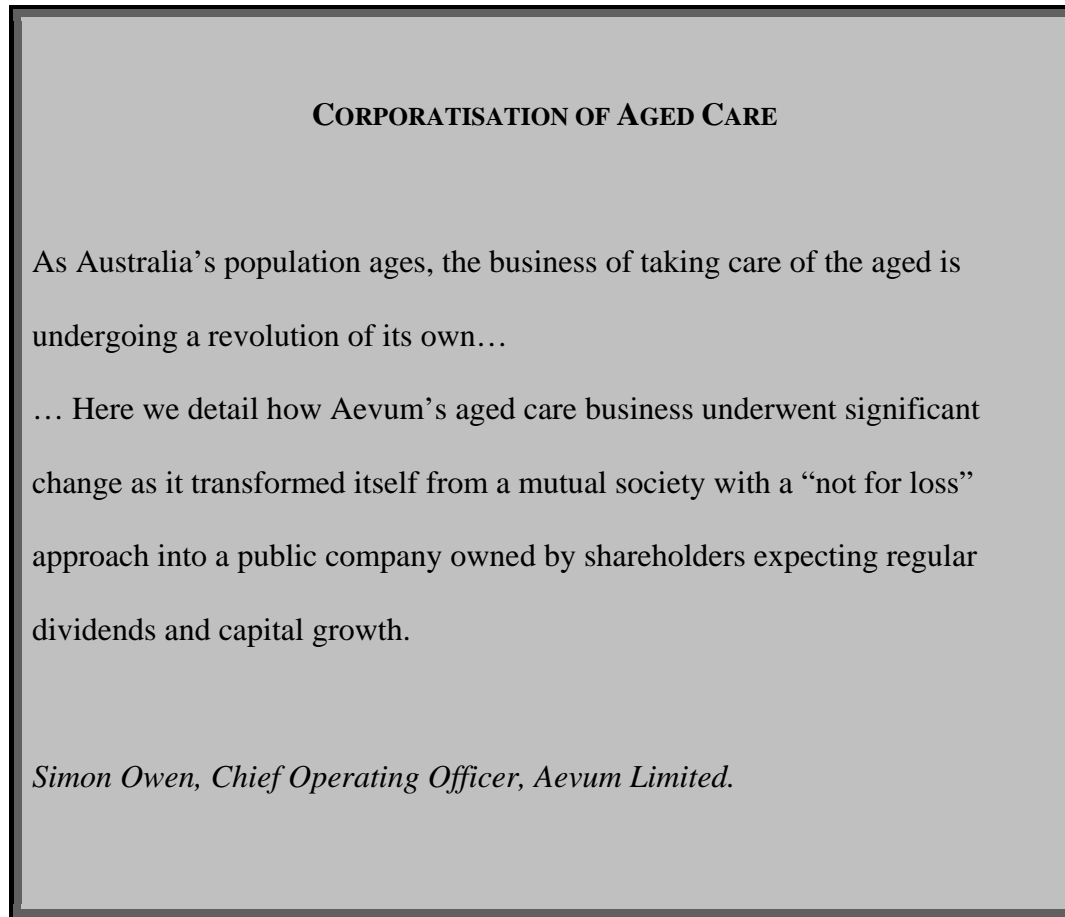 CORPORATISATION OF AGED CARE
As Australia’s population ages, the business of taking care of the aged is
undergoing a revolution of its own…
… Here we detail how Aevum’s aged care business underwent significant
change as it transformed itself from a mutual society with a “not for loss”
approach into a public company owned by shareholders expecting regular
dividends and capital growth.
Simon Owen, Chief Operating Officer, Aevum Limited.